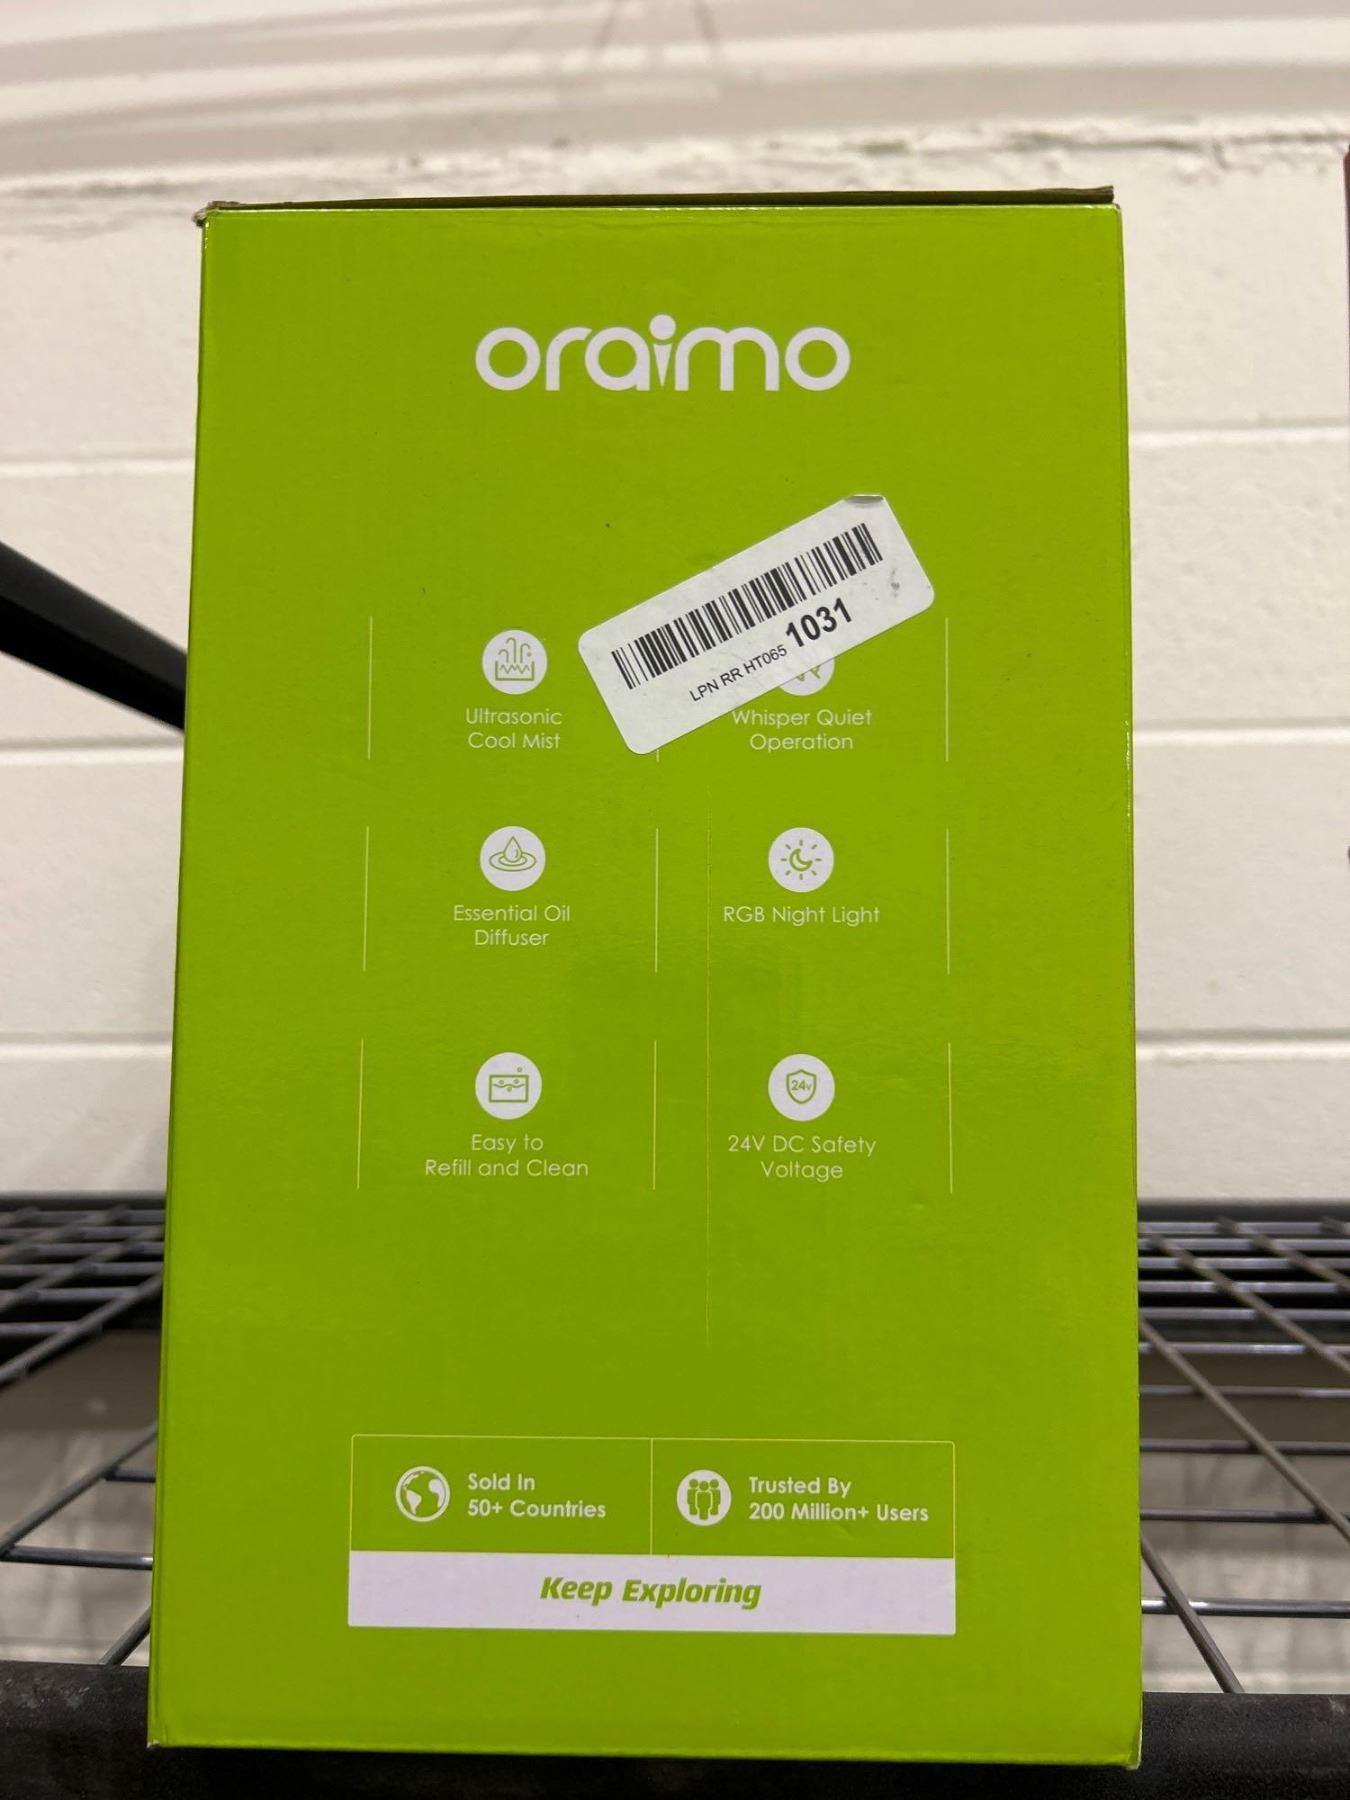 oraimo
LPN RR HT065 1031
Ultrasonic
Cool Mist
Whisper Quiet
Operation
Essential Oil
Diffuser
RGB Night Light
Easy to
Refill and Clean
24v
24V DC Safety
Voltage
Sold In
50+ Countries
Trusted By
200 Million+ Users
Keep Exploring